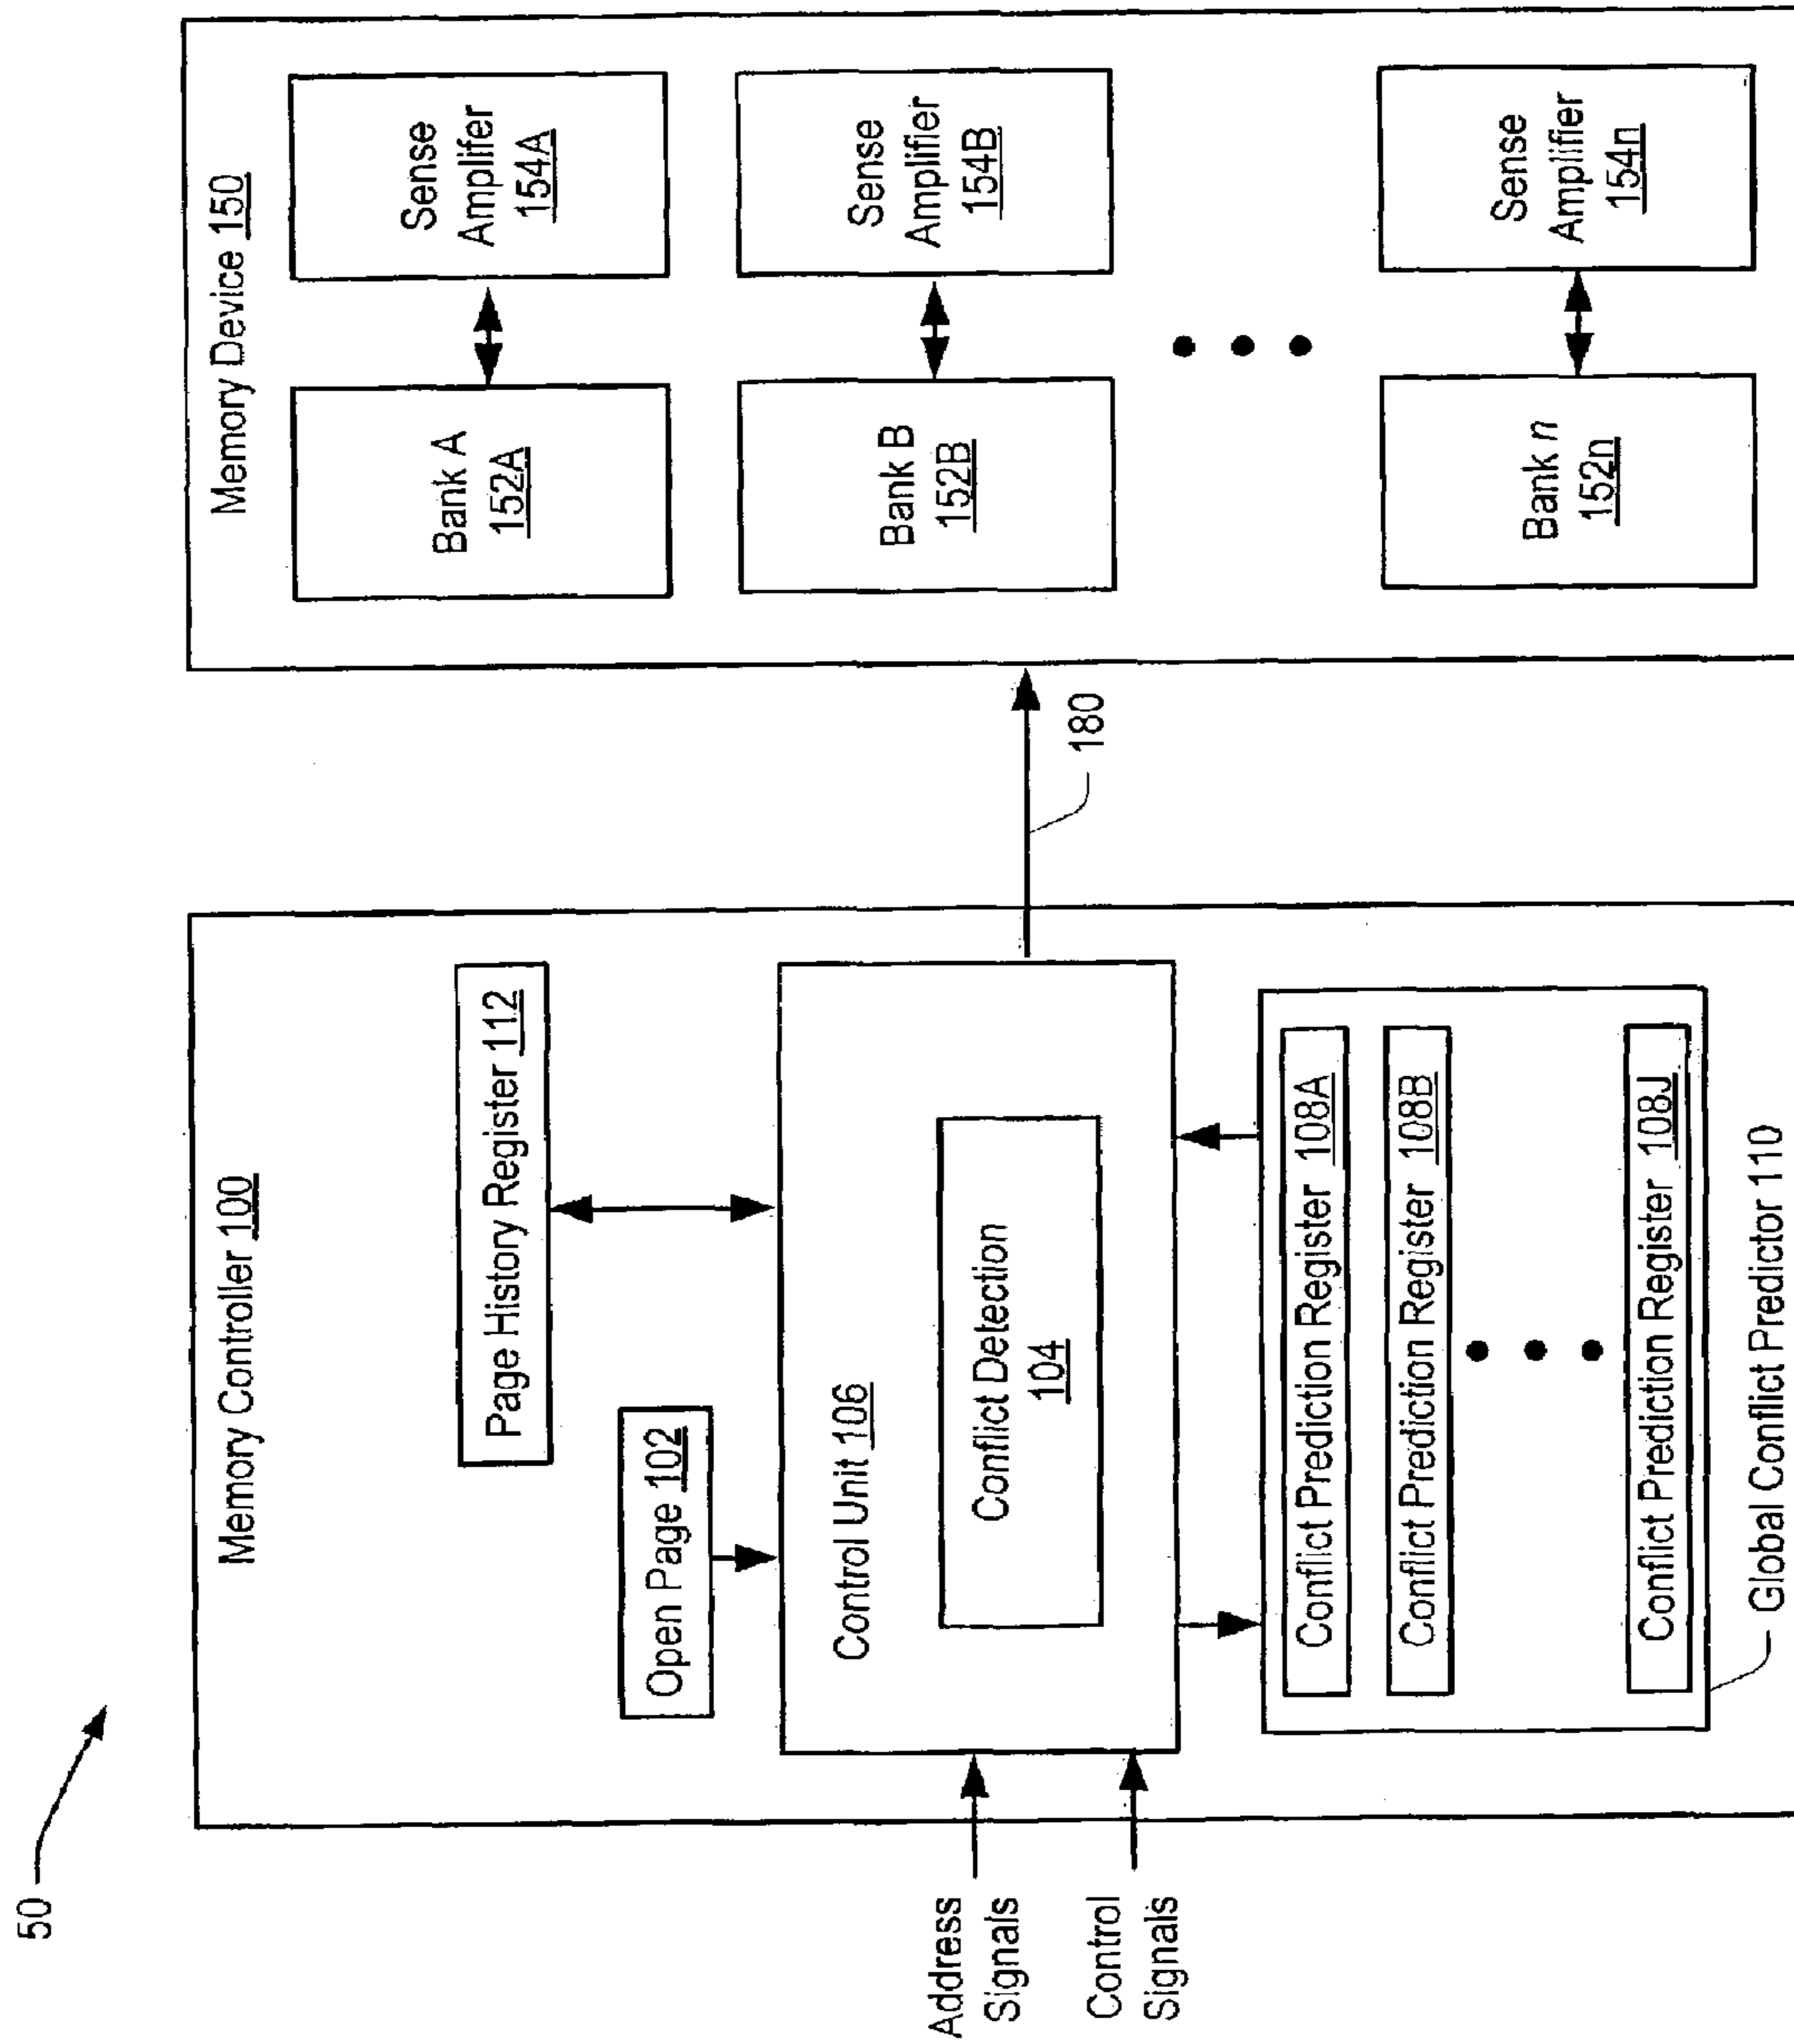 50
Memory Controller 100
Page History Register 112
Open Page 102
Control Unit 106
Conflict Detection
104
Address
Signals
Control
Signals
Conflict Prediction Register 108A
Conflict Prediction Register 108B
Conflict Prediction Register 108J
Global Conflict Predictor 110
180
Memory Device 150
Bank A
152A
Sense
Amplifer
154A
Bank B
152B
Sense
Amplifier
154B
Bank n
152n
Sense
Amplifier
154n